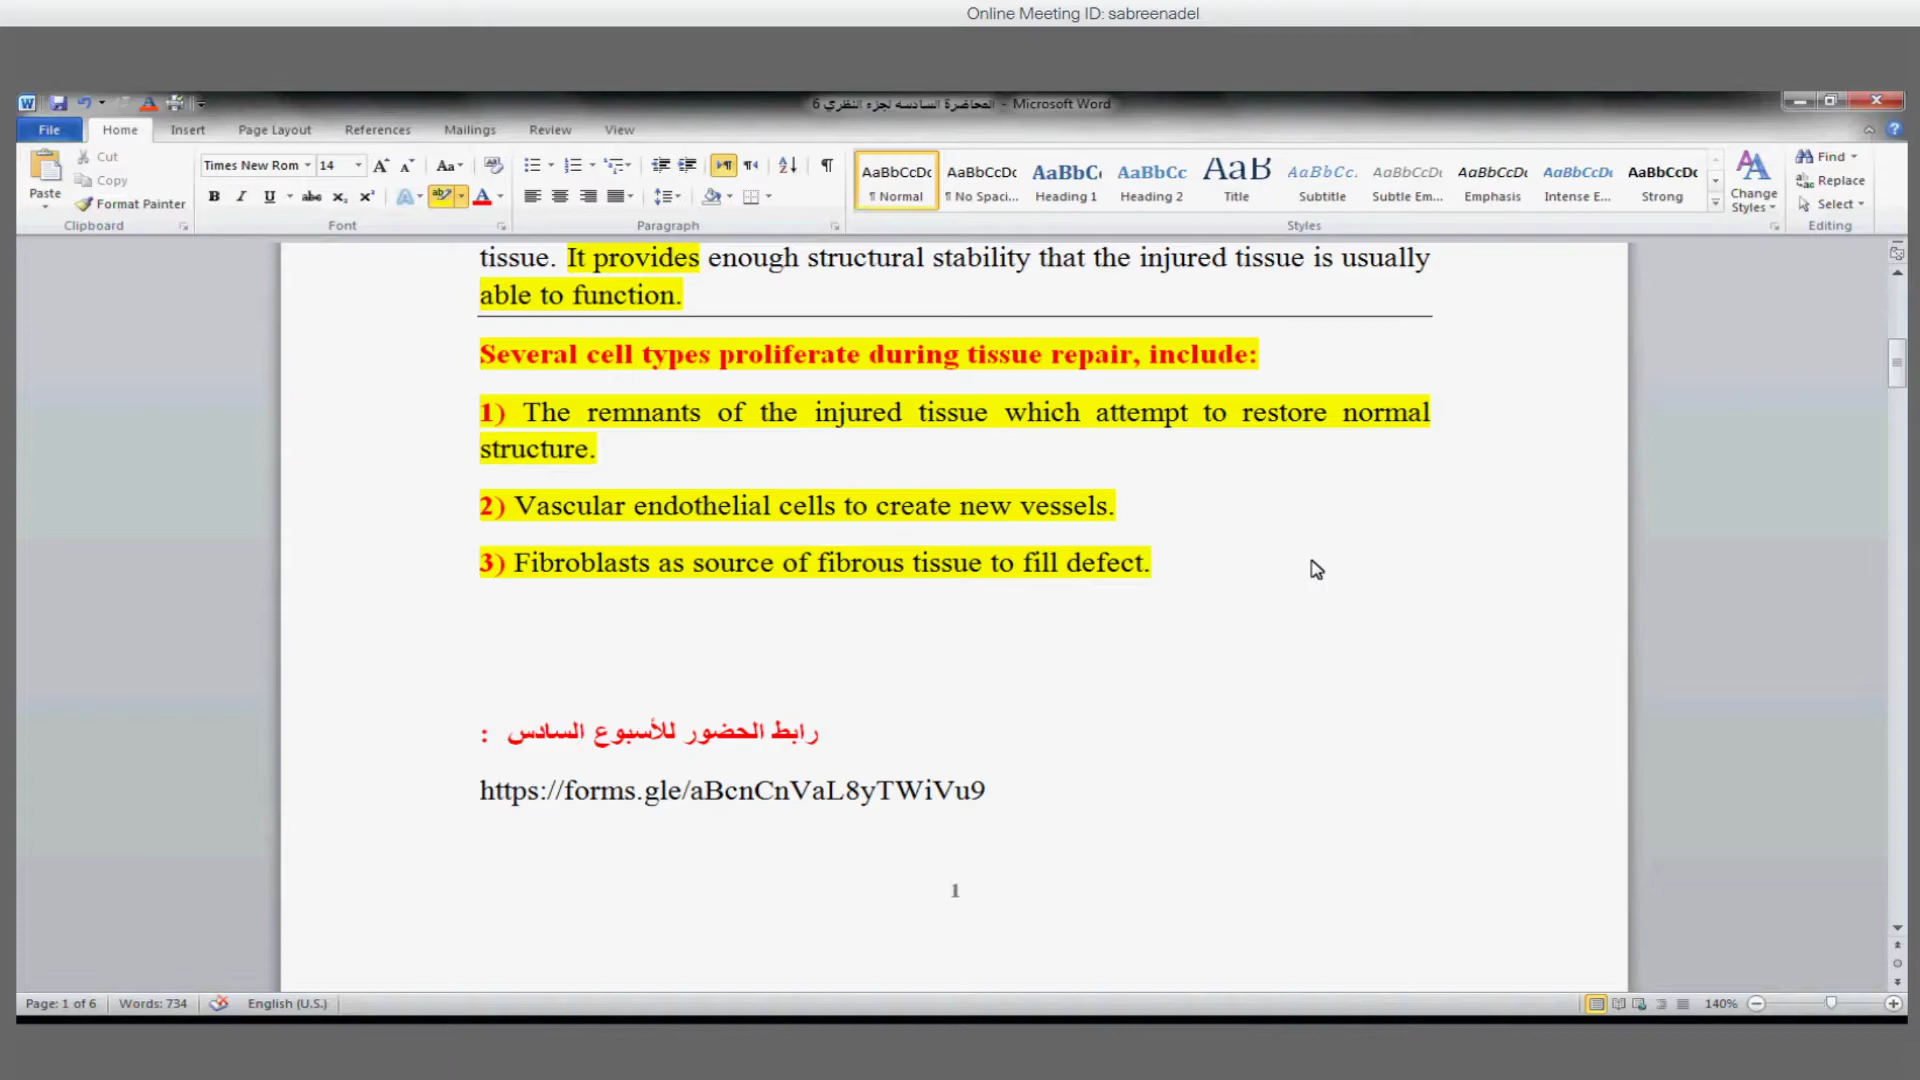 Online Meeting ID: sabreenadel
المحاضرة السادسه لجزء النظري 6 - Microsoft Word
File Home Insert Page Layout References Mailings Review View
Cut
Copy
Format Painter
Paste
Clipboard
Times New Rom 14
Font
Paragraph
AaBbCcDc AaBbCcDc AaBbC AaBbCc AaB AaBbCc. AaBbCcDi AaBbCcDi AaBbCcDi AaBbCcDc
¶ Normal ¶ No Spaci... Heading 1 Heading 2 Title Subtitle Subtle Em... Emphasis Intense E... Strong
Styles
Change Styles
Find
Replace
Select
Editing
tissue. It provides enough structural stability that the injured tissue is usually
able to function.
Several cell types proliferate during tissue repair, include:
1) The remnants of the injured tissue which attempt to restore normal
structure.
2) Vascular endothelial cells to create new vessels.
3) Fibroblasts as source of fibrous tissue to fill defect.
رابط الحضور للأسبوع السادس :
https://forms.gle/aBcnCnVaL8yTWiVu9
1
Page: 1 of 6 Words: 734 English (U.S.) 140%